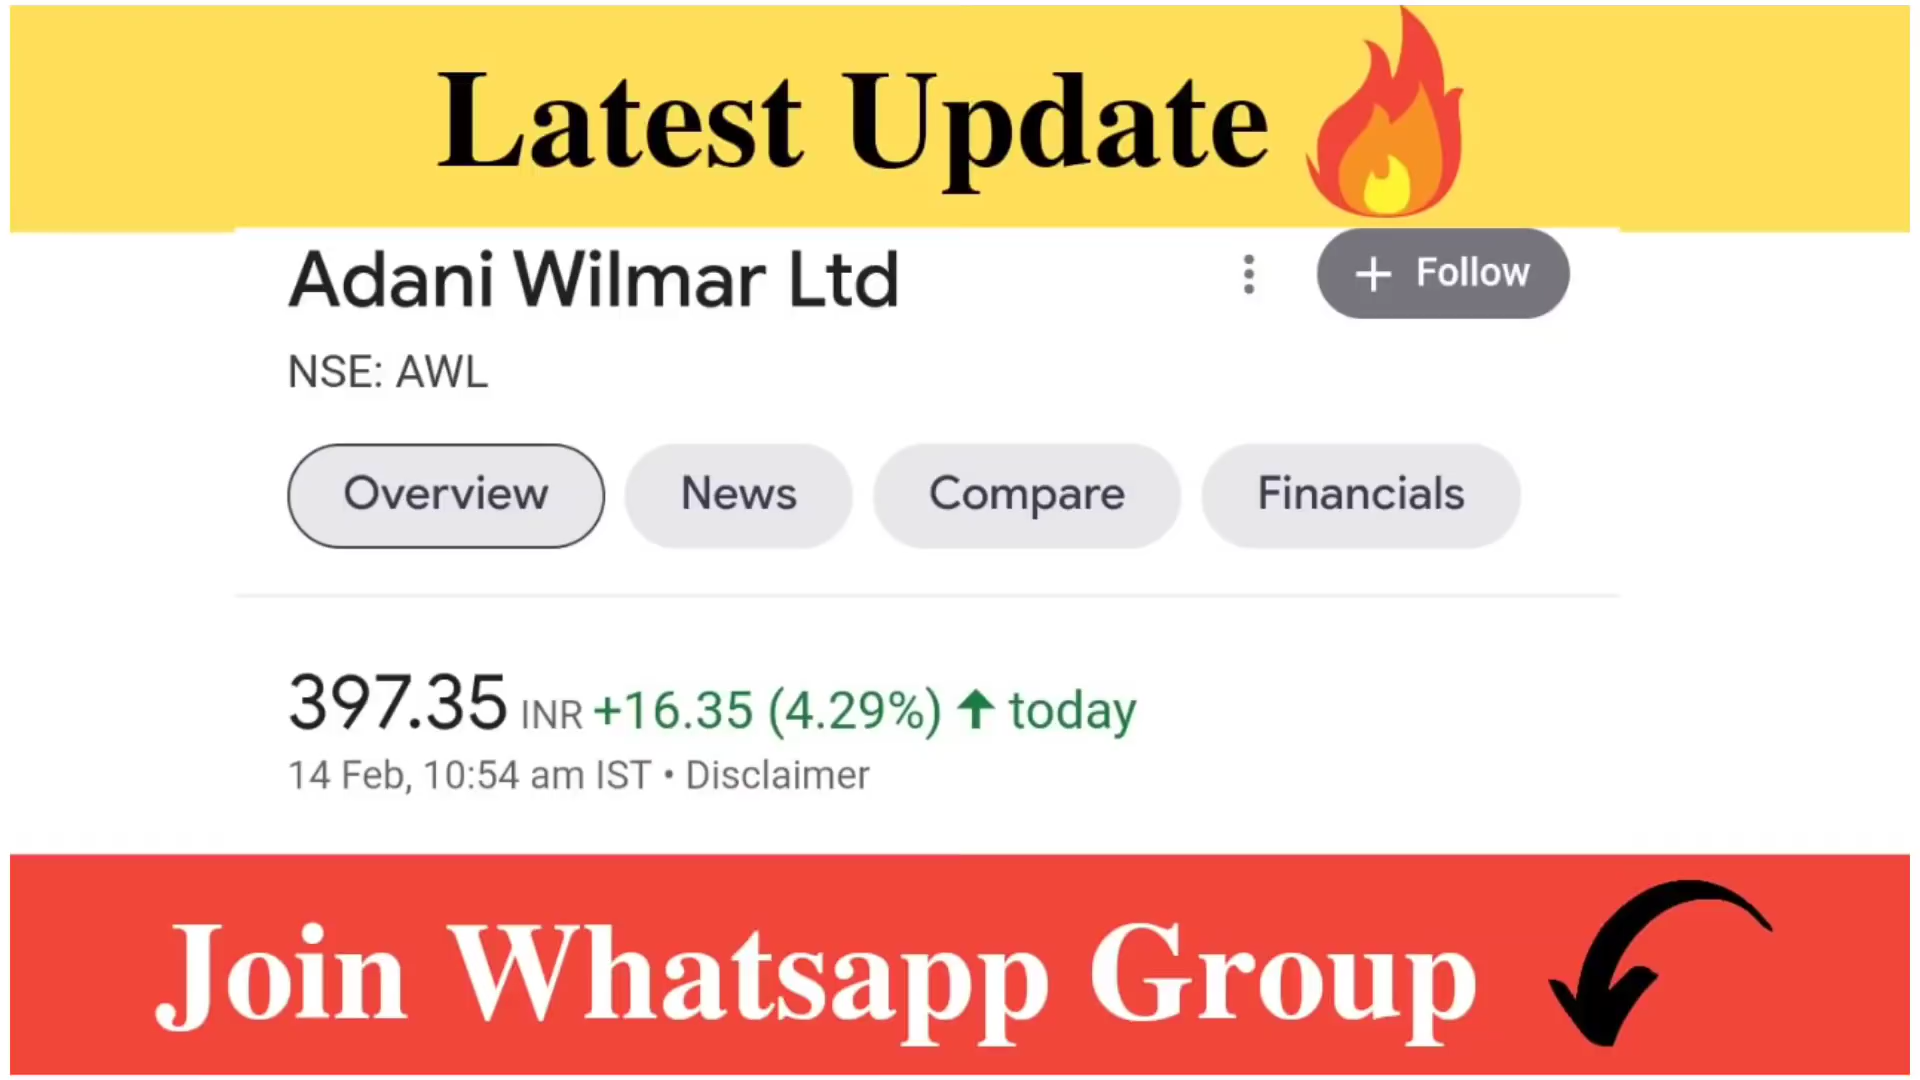 Latest Update
Adani Wilmar Ltd
+ Follow
NSE: AWL
Overview News Compare Financials
397.35 INR +16.35 (4.29%) ↑ today
14 Feb, 10:54 am IST • Disclaimer
Join Whatsapp Group